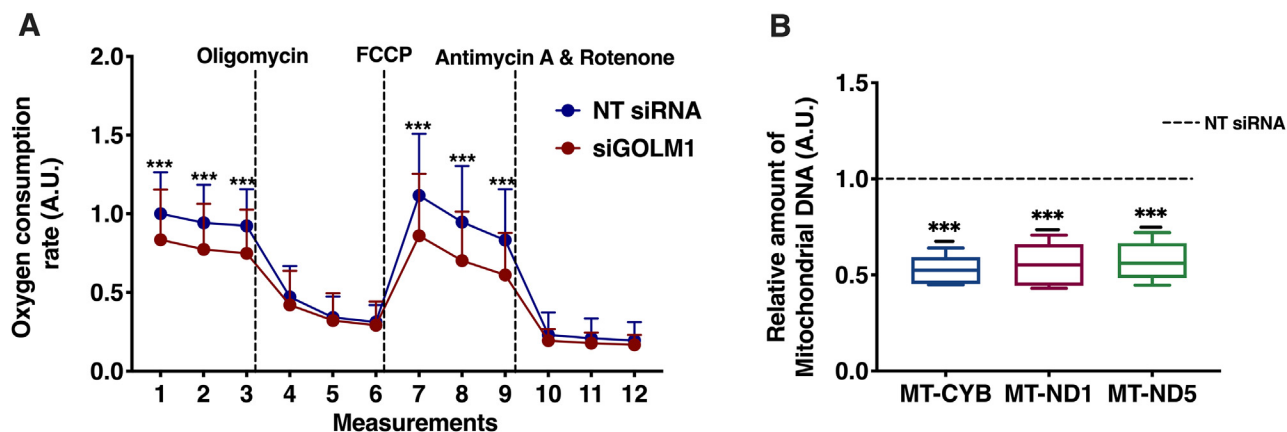 A
Oxygen consumption
rate (A.U.)
2.0
1.5
1.0
0.5
0.0
Oligomycin
FCCP
Antimycin A & Rotenone
NT siRNA
siGOLM1
***
***
***
***
***
***
1 2 3 4 5 6 7 8 9 10 11 12
Measurements
B
Relative amount of
Mitochondrial DNA (A.U.)
1.5
1.0
0.5
0.0
NT siRNA
***
***
***
MT-CYB MT-ND1 MT-ND5